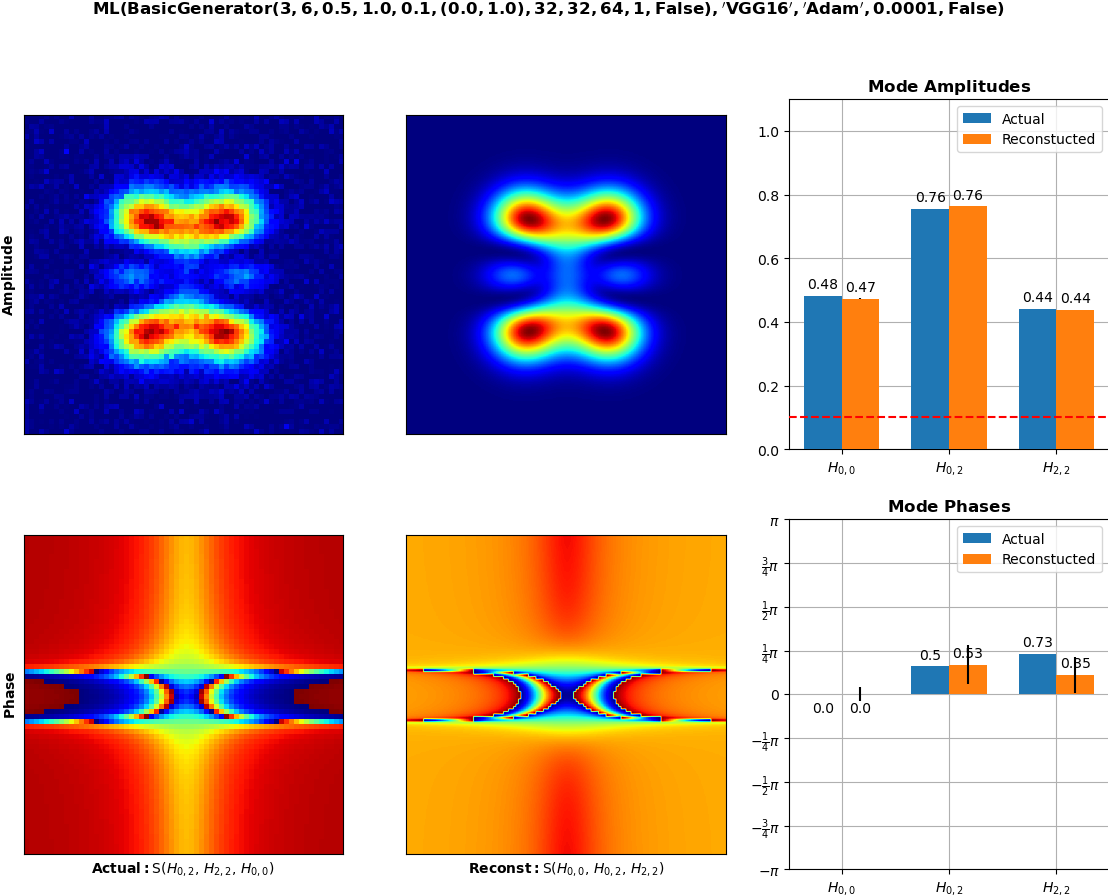 ML(BasicGenerator(3, 6, 0.5, 1.0, 0.1, (0.0, 1.0), 32, 32, 64, 1, False), ′VGG16′, ′Adam′, 0.0001, False)
Amplitude
Mode Amplitudes
Actual
Reconstucted
1.0
0.8
0.6
0.4
0.2
0.0
0.48
0.47
0.76
0.76
0.44
0.44
H0,0
H0,2
H2,2
Phase
Actual: S(H0,2, H2,2, H0,0)
Reconst: S(H0,0, H0,2, H2,2)
Mode Phases
Actual
Reconstucted
π
3/4π
1/2π
1/4π
0
−1/4π
−1/2π
−3/4π
−π
0.0
0.0
0.5
0.53
0.73
0.35
H0,0
H0,2
H2,2